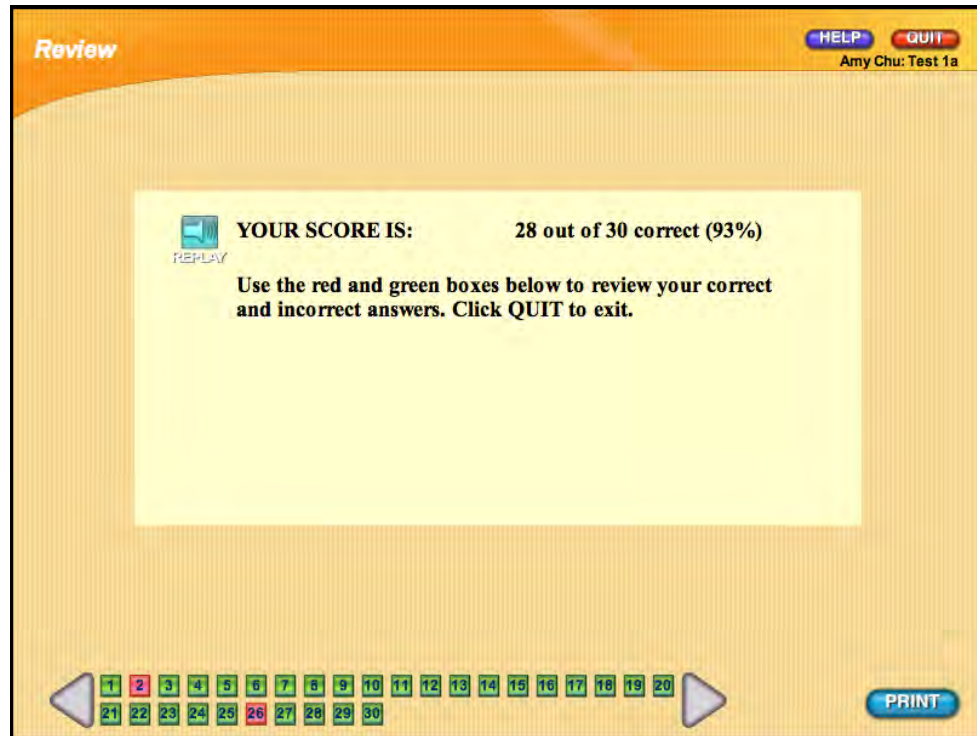 Review
HELP QUIT
Amy Chu: Test 1a
YOUR SCORE IS: 28 out of 30 correct (93%)
REPLAY
Use the red and green boxes below to review your correct
and incorrect answers. Click QUIT to exit.
1 2 3 4 5 6 7 8 9 10 11 12 13 14 15 16 17 18 19 20
21 22 23 24 25 26 27 28 29 30
PRINT